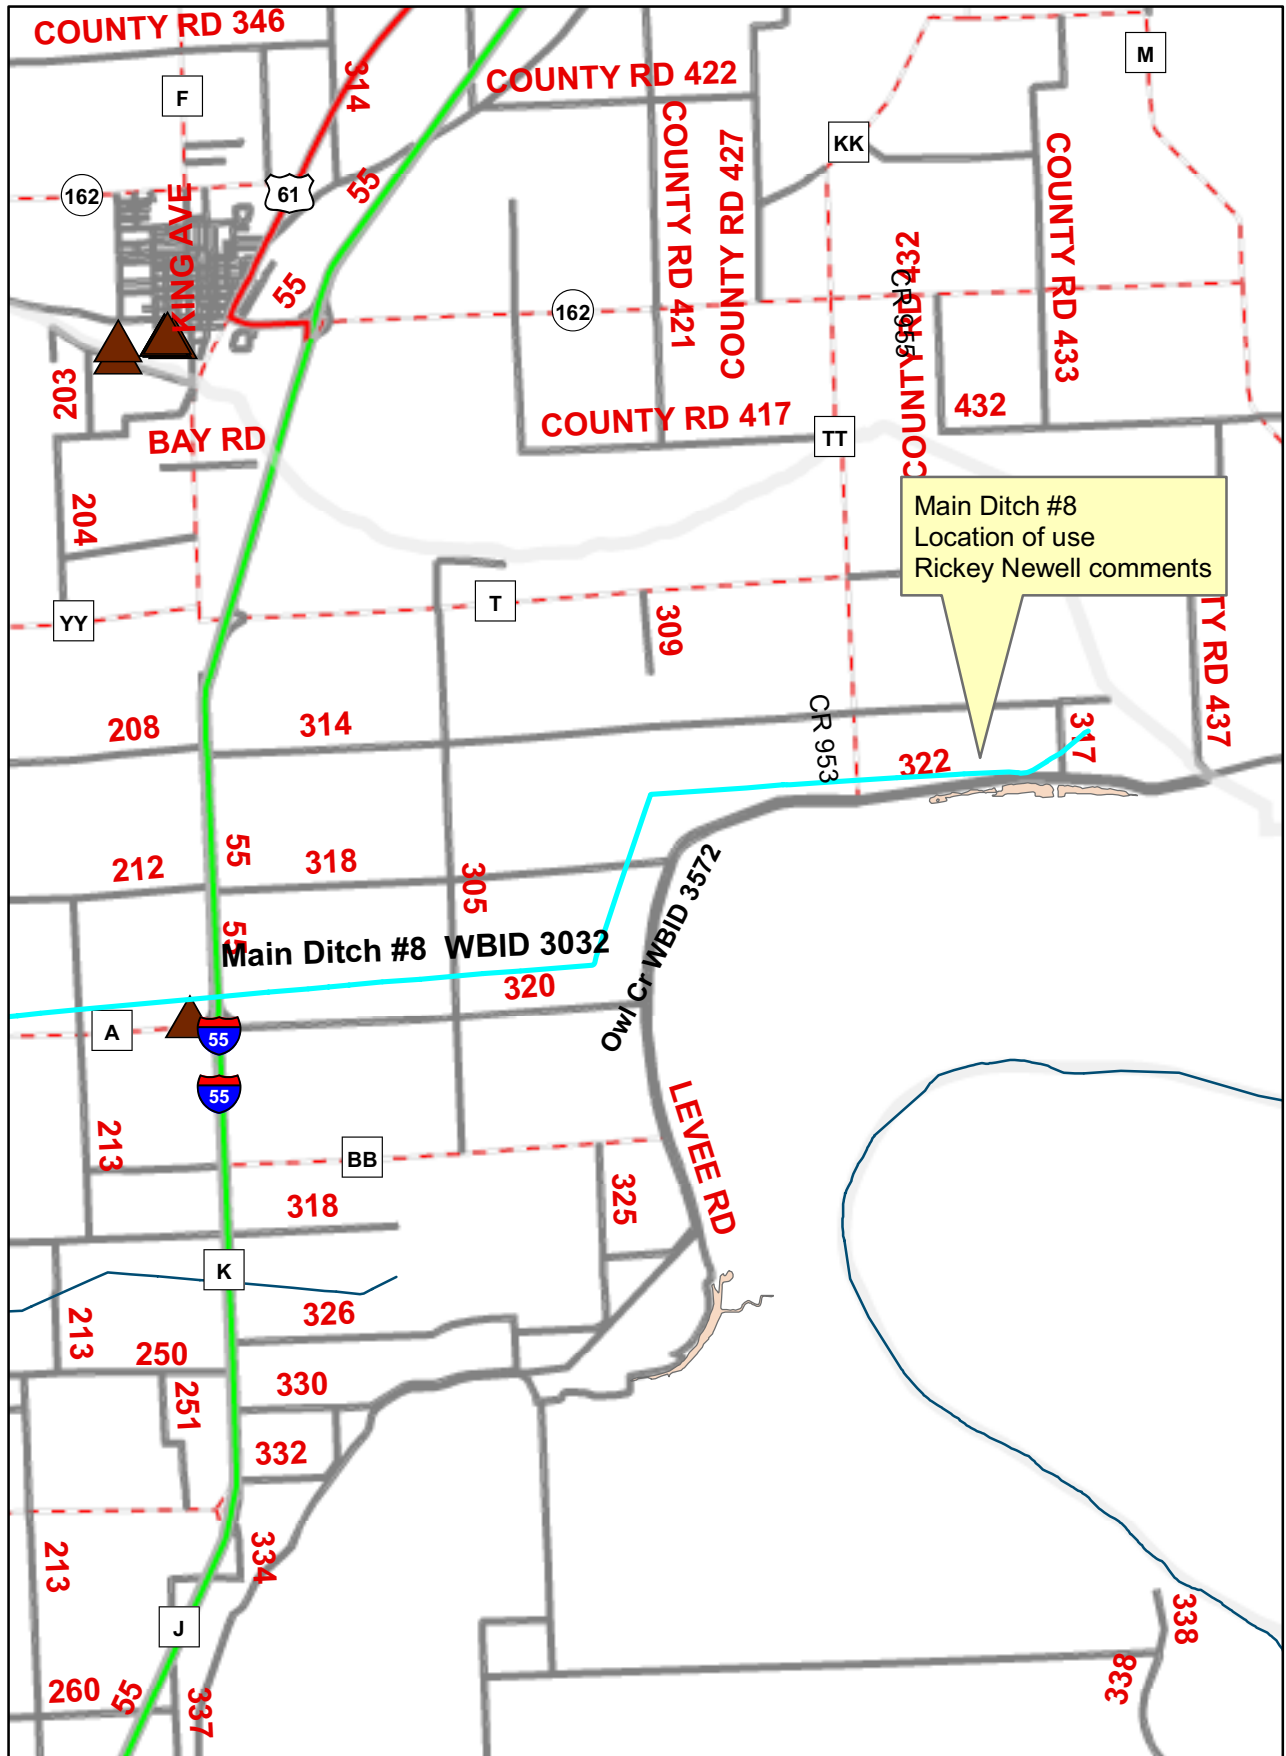 COUNTY RD 346
F
314
COUNTY RD 422
M
COUNTY RD 421
COUNTY RD 427
KK
COUNTY RD 433
162
KING AVE
61
55
55
162
COUNTY RD 432
CR 955
203
BAY RD
COUNTY RD 417
TT
432
204
Main Ditch #8
Location of use
Rickey Newell comments
YY
T
309
TY RD 437
208
314
CR 953
322
317
55
212
318
305
55
Main Ditch #8 WBID 3032
Owl Cr WBID 3572
320
A
55
55
LEVEE RD
213
BB
325
318
K
213
326
250
330
251
332
213
334
J
338
338
260
55
337